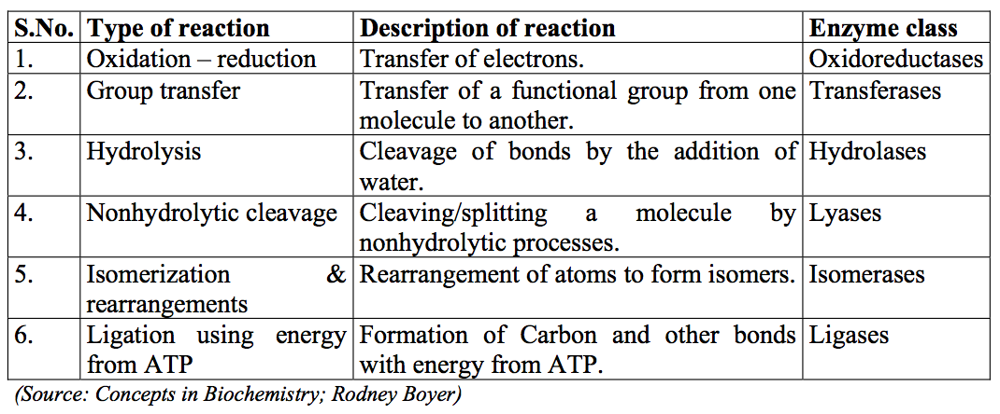 S.No. Type of reaction Description of reaction Enzyme class
1. Oxidation – reduction Transfer of electrons. Oxidoreductases
2. Group transfer Transfer of a functional group from one Transferases
molecule to another.
3. Hydrolysis Cleavage of bonds by the addition of Hydrolases
water.
4. Nonhydrolytic cleavage Cleaving/splitting a molecule by Lyases
nonhydrolytic processes.
5. Isomerization & Rearrangement of atoms to form isomers. Isomerases
rearrangements
6. Ligation using energy Formation of Carbon and other bonds Ligases
from ATP with energy from ATP.
(Source: Concepts in Biochemistry; Rodney Boyer)